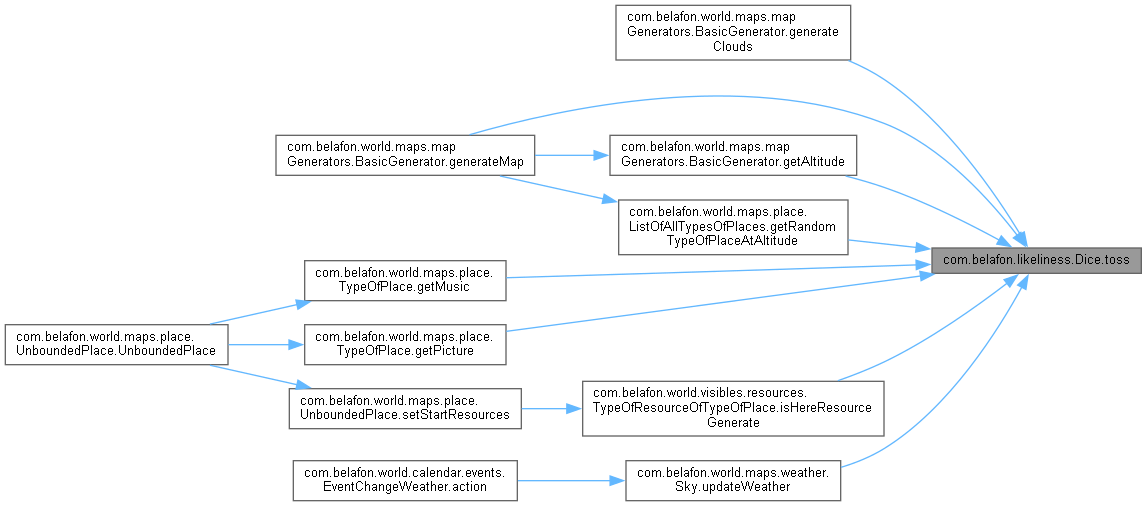 com.belafon.world.maps.map
Generators.BasicGenerator.generate
Clouds
com.belafon.world.maps.map
Generators.BasicGenerator.generateMap
com.belafon.world.maps.map
Generators.BasicGenerator.getAltitude
com.belafon.world.maps.place.
ListOfAllTypesOfPlaces.getRandom
TypeOfPlaceAtAltitude
com.belafon.likeliness.Dice.toss
com.belafon.world.maps.place.
TypeOfPlace.getMusic
com.belafon.world.maps.place.
UnboundedPlace.UnboundedPlace
com.belafon.world.maps.place.
TypeOfPlace.getPicture
com.belafon.world.maps.place.
UnboundedPlace.setStartResources
com.belafon.world.visibles.resources.
TypeOfResourceOfTypeOfPlace.isHereResource
Generate
com.belafon.world.calendar.events.
EventChangeWeather.action
com.belafon.world.maps.weather.
Sky.updateWeather